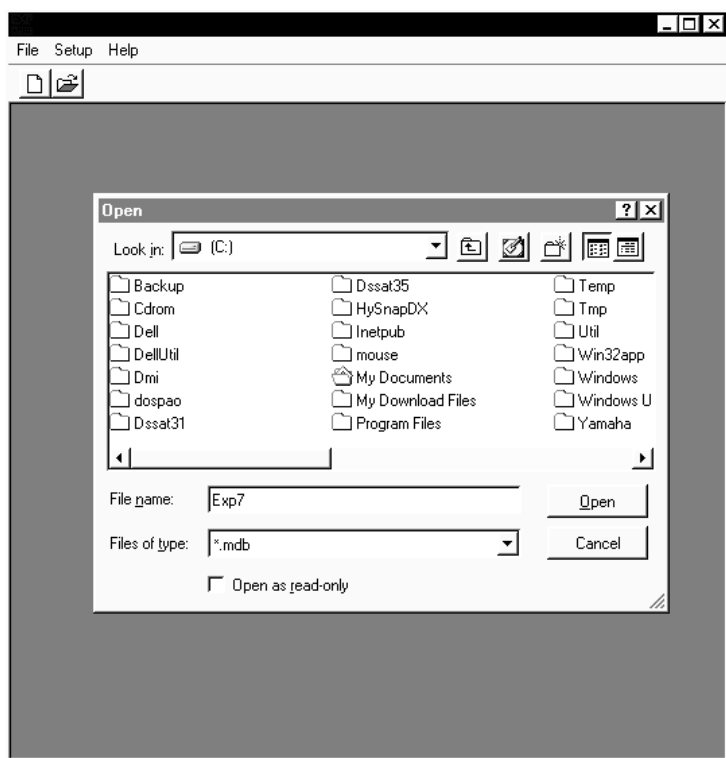 File Setup Help
Open
Look in: (C:)
Backup Dssat35 Temp
Cdrom HySnapDX Tmp
Dell Inetpub Util
DellUtil mouse Win32app
Dmi My Documents Windows
dospao My Download Files Windows U
Dssat31 Program Files Yamaha
File name: Exp7 Open
Files of type: *.mdb Cancel
Open as read-only